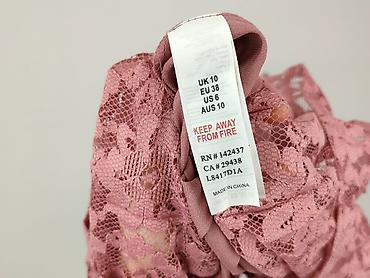 UK 10
EU 38
US 6
AUS 10
KEEP AWAY
FROM FIRE
RN # 142437
CA # 29438
L8417D1A
MADE IN CHINA